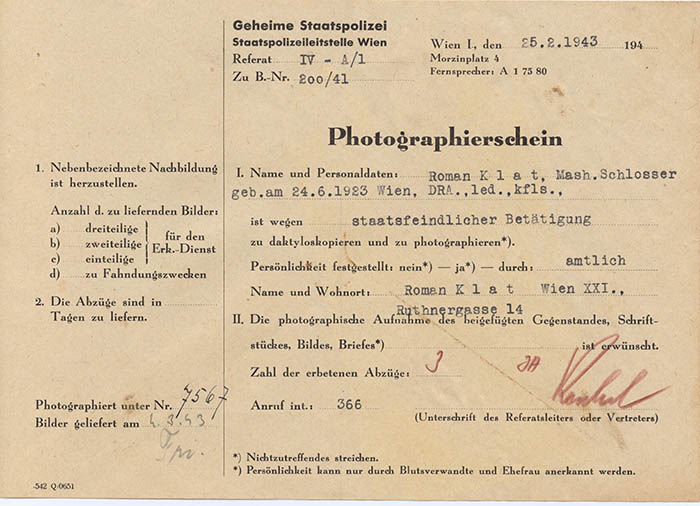 Geheime Staatspolizei
Staatspolizeileitstelle Wien
Referat IV - A/1
Zu B.-Nr. 200/41
Wien I., den 25.2.1943 194
Morzinplatz 4
Fernsprecher: A 1 75 80
Photographierschein
1. Nebenbezeichnete Nachbildung
ist herzustellen.
Anzahl d. zu liefernden Bilder:
a) dreiteilige
b) zweiteilige
c) einteilige
für den
Erk.-Dienst
d) zu Fahndungszwecken
2. Die Abzüge sind in
Tagen zu liefern.
Photographiert unter Nr. 7567
Bilder geliefert am 4.3.43
I. Name und Personaldaten: Roman K l a t, Mash.Schlosser
geb.am 24.6.1923 Wien, DRA.,led.,kfls.,
ist wegen staatsfeindlicher Betätigung
zu daktyloskopieren und zu photographieren*).
Persönlichkeit festgestellt: nein*) — ja*) — durch: amtlich
Name und Wohnort: Roman K l a t Wien XXI.,
Ruthnergasse 14
II. Die photographische Aufnahme des beigefügten Gegenstandes, Schrift-
stückes, Bildes, Briefes*) ist erwünscht.
Zahl der erbetenen Abzüge: 3
Anruf int.: 366
(Unterschrift des Referatsleiters oder Vertreters)
*) Nichtzutreffendes streichen.
*) Persönlichkeit kann nur durch Blutsverwandte und Ehefrau anerkannt werden.
-542 Q/0651